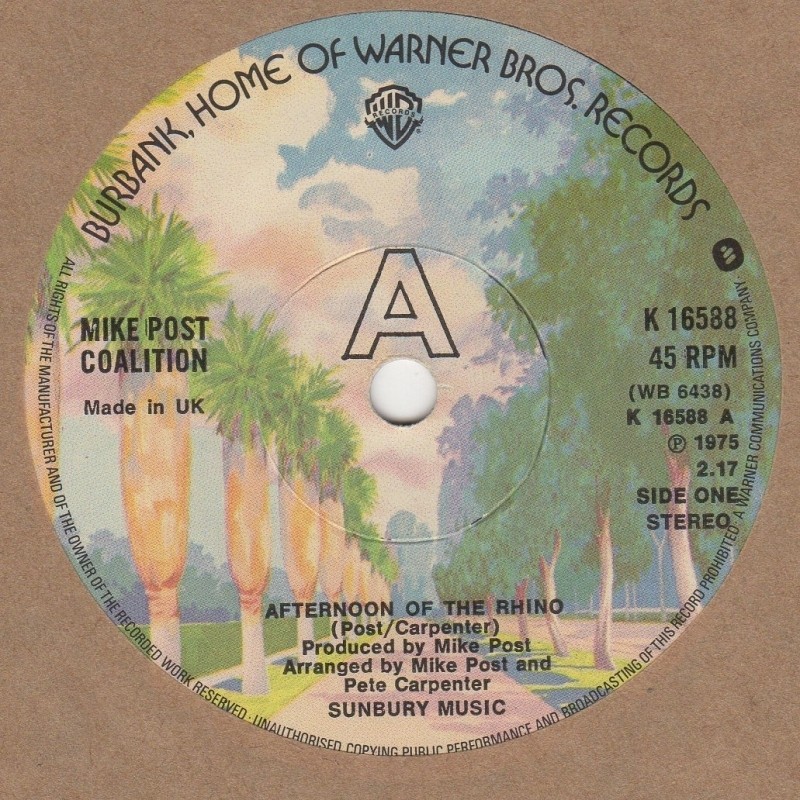 BURBANK, HOME OF WARNER BROS. RECORDS
RECORDS
A
MIKE POST
COALITION
Made in UK
K 16588
45 RPM
(WB 6438)
K 16588 A
℗ 1975
2.17
SIDE ONE
STEREO
AFTERNOON OF THE RHINO
(Post/Carpenter)
Produced by Mike Post
Arranged by Mike Post and
Pete Carpenter
SUNBURY MUSIC
ALL RIGHTS OF THE MANUFACTURER AND OF THE OWNER OF THE RECORDED WORK RESERVED · UNAUTHORISED COPYING PUBLIC PERFORMANCE AND BROADCASTING OF THIS RECORD PROHIBITED · A WARNER COMMUNICATIONS COMPANY ·